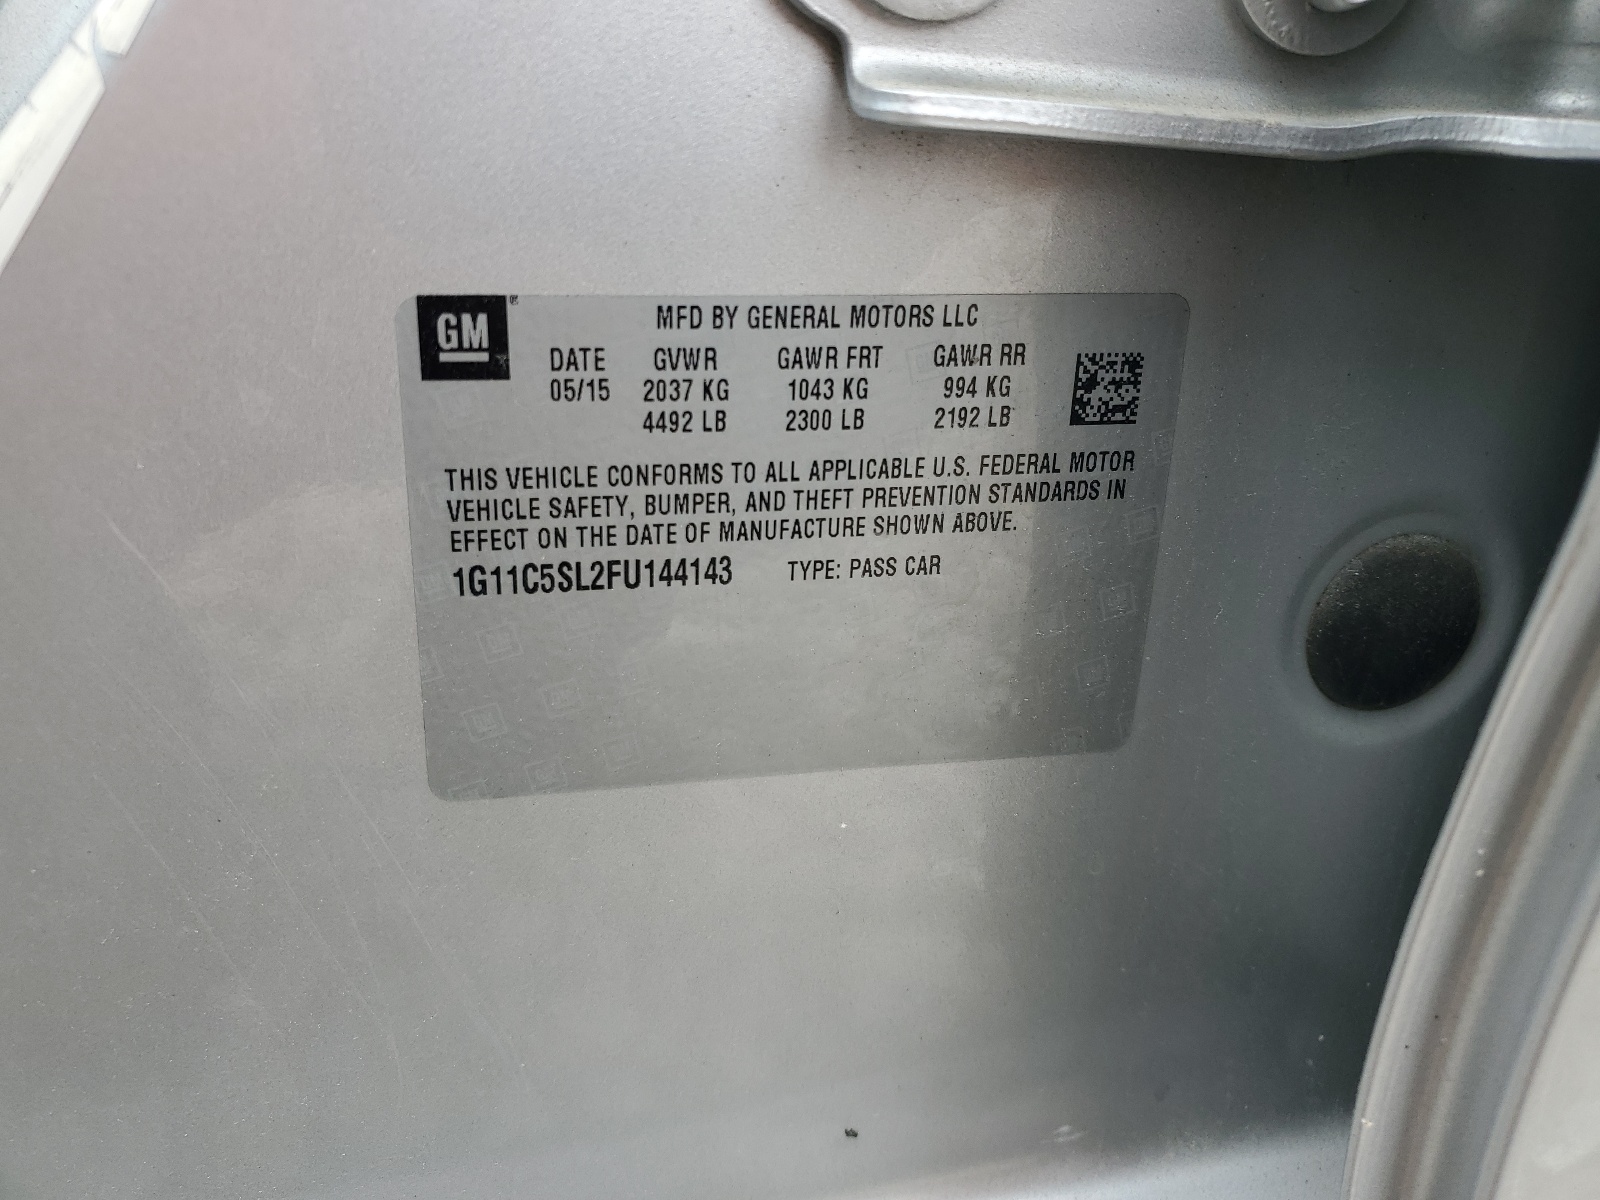 GM
MFD BY GENERAL MOTORS LLC
DATE GVWR GAWR FRT GAWR RR
05/15 2037 KG 1043 KG 994 KG
4492 LB 2300 LB 2192 LB
THIS VEHICLE CONFORMS TO ALL APPLICABLE U.S. FEDERAL MOTOR
VEHICLE SAFETY, BUMPER, AND THEFT PREVENTION STANDARDS IN
EFFECT ON THE DATE OF MANUFACTURE SHOWN ABOVE.
1G11C5SL2FU144143 TYPE: PASS CAR